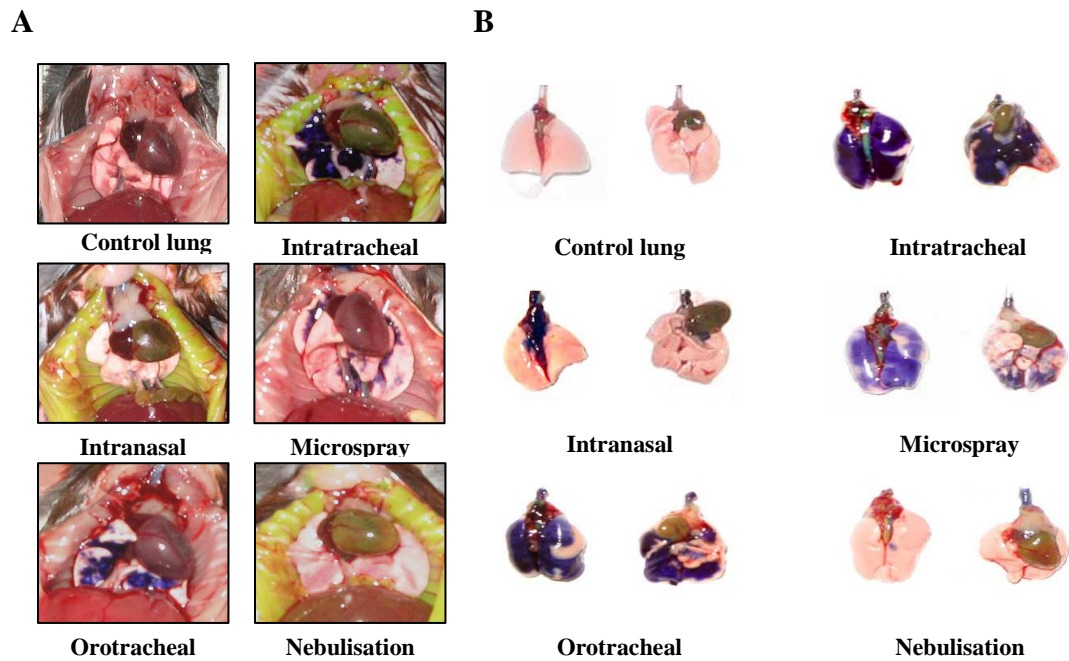 A
B
Control lung
Intratracheal
Control lung
Intratracheal
Intranasal
Microspray
Intranasal
Microspray
Orotracheal
Nebulisation
Orotracheal
Nebulisation